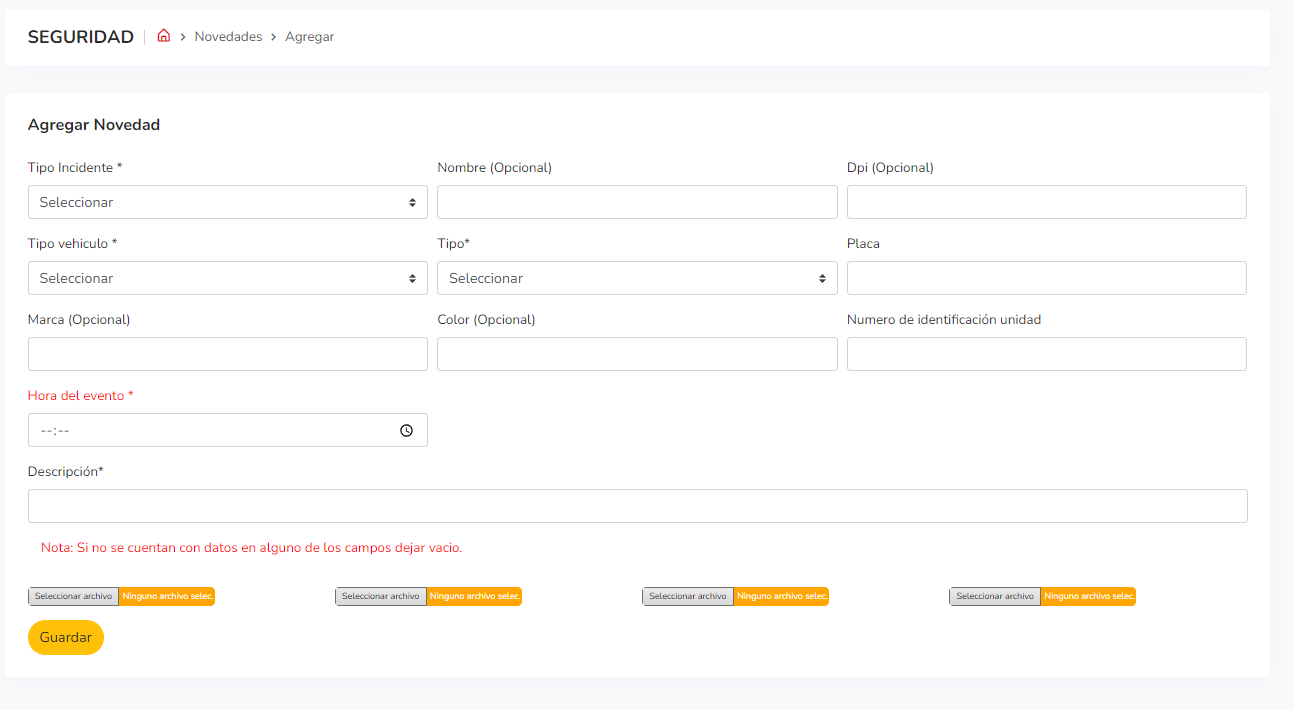 SEGURIDAD Novedades Agregar
Agregar Novedad
Tipo Incidente * Nombre (Opcional) Dpi (Opcional)
Seleccionar
Tipo vehiculo * Tipo* Placa
Seleccionar Seleccionar
Marca (Opcional) Color (Opcional) Numero de identificación unidad
Hora del evento *
--:--
Descripción*
Nota: Si no se cuentan con datos en alguno de los campos dejar vacio.
Seleccionar archivo Ninguno archivo selec. Seleccionar archivo Ninguno archivo selec. Seleccionar archivo Ninguno archivo selec. Seleccionar archivo Ninguno archivo selec.
Guardar